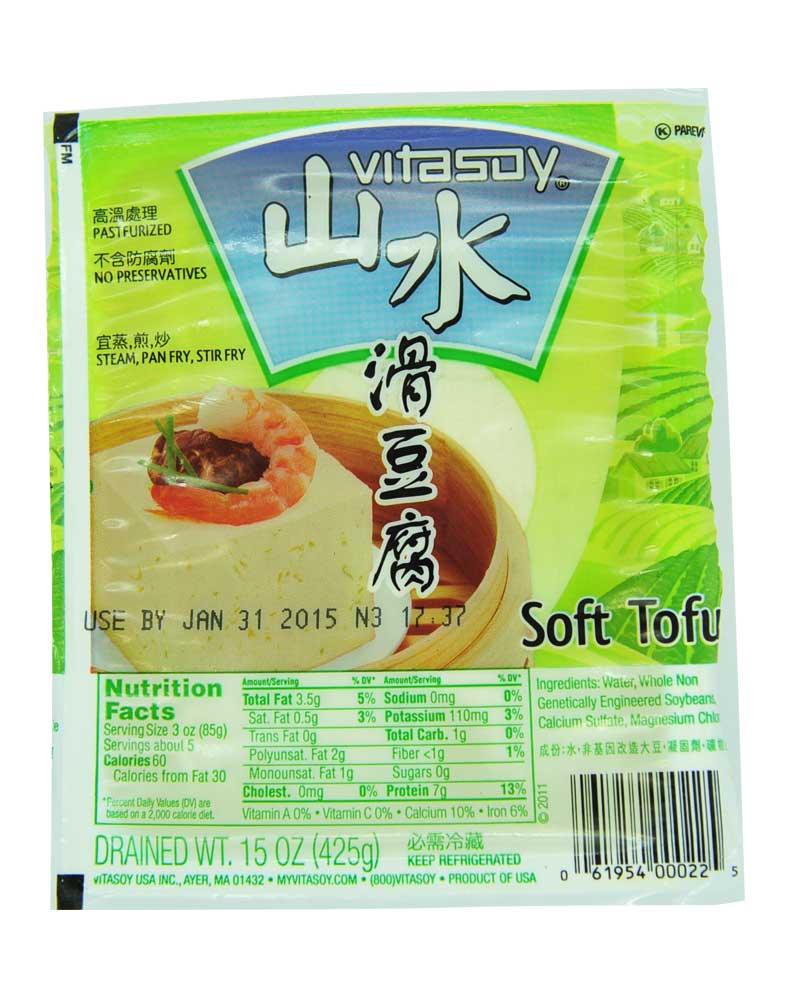 FM
K PAREV
vitasoy®
山水
高溫處理
PASTEURIZED
不含防腐劑
NO PRESERVATIVES
宜蒸,煎,炒
STEAM, PAN FRY, STIR FRY
滑豆腐
USE BY JAN 31 2015 N3 17:37
Soft Tofu
Nutrition
Facts
Serving Size 3 oz (85g)
Servings about 5
Calories 60
Calories from Fat 30
*Percent Daily Values (DV) are
based on a 2,000 calorie diet.
Amount/Serving % DV* Amount/Serving % DV*
Total Fat 3.5g 5% Sodium 0mg 0%
Sat. Fat 0.5g 3% Potassium 110mg 3%
Trans Fat 0g Total Carb. 1g 0%
Polyunsat. Fat 2g Fiber <1g 1%
Monounsat. Fat 1g Sugars 0g
Cholest. 0mg 0% Protein 7g 13%
Vitamin A 0% • Vitamin C 0% • Calcium 10% • Iron 6%
© 2011
Ingredients: Water, Whole Non
Genetically Engineered Soybeans,
Calcium Sulfate, Magnesium Chlo
成份:水,非基因改造大豆,凝固劑,礦
DRAINED WT. 15 OZ (425g)
必需冷藏
KEEP REFRIGERATED
VITASOY USA INC., AYER, MA 01432 • MYVITASOY.COM • (800)VITASOY • PRODUCT OF USA
0 61954 00022 5